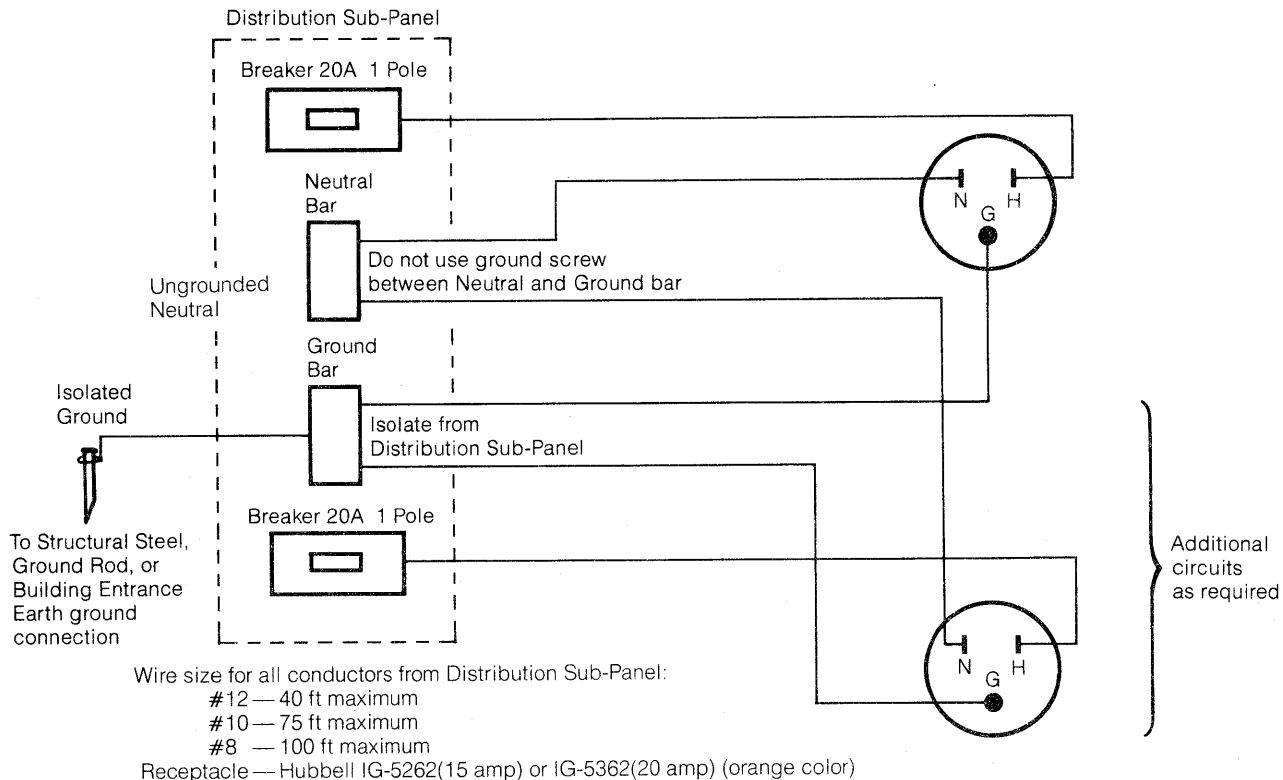 Distribution Sub-Panel
Breaker 20A 1 Pole
Neutral
Bar
N
H
G
Do not use ground screw
between Neutral and Ground bar
Ungrounded
Neutral
Ground
Bar
Isolated
Ground
Isolate from
Distribution Sub-Panel
Breaker 20A 1 Pole
To Structural Steel,
Ground Rod, or
Building Entrance
Earth ground
connection
Additional
circuits
as required
N
H
G
Wire size for all conductors from Distribution Sub-Panel:
#12 — 40 ft maximum
#10 — 75 ft maximum
#8 — 100 ft maximum
Receptacle — Hubbell IG-5262(15 amp) or IG-5362(20 amp) (orange color)